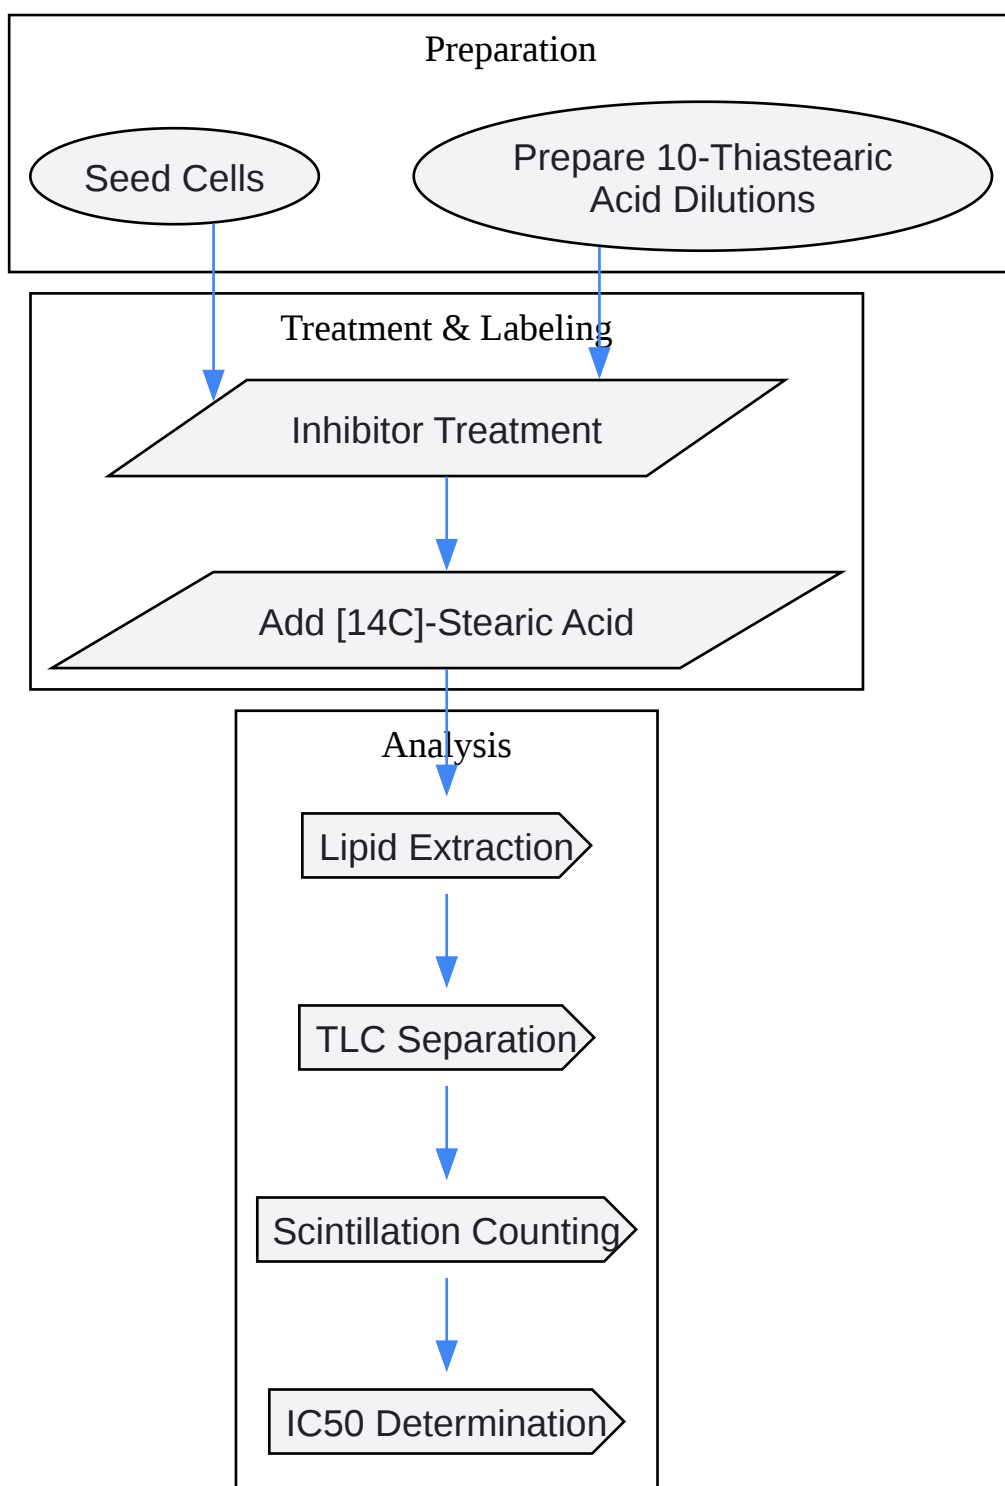 Preparation
Seed Cells
Prepare 10-Thiastearic
Acid Dilutions
Treatment & Labeling
Inhibitor Treatment
Add [14C]-Stearic Acid
Analysis
Lipid Extraction
TLC Separation
Scintillation Counting
IC50 Determination